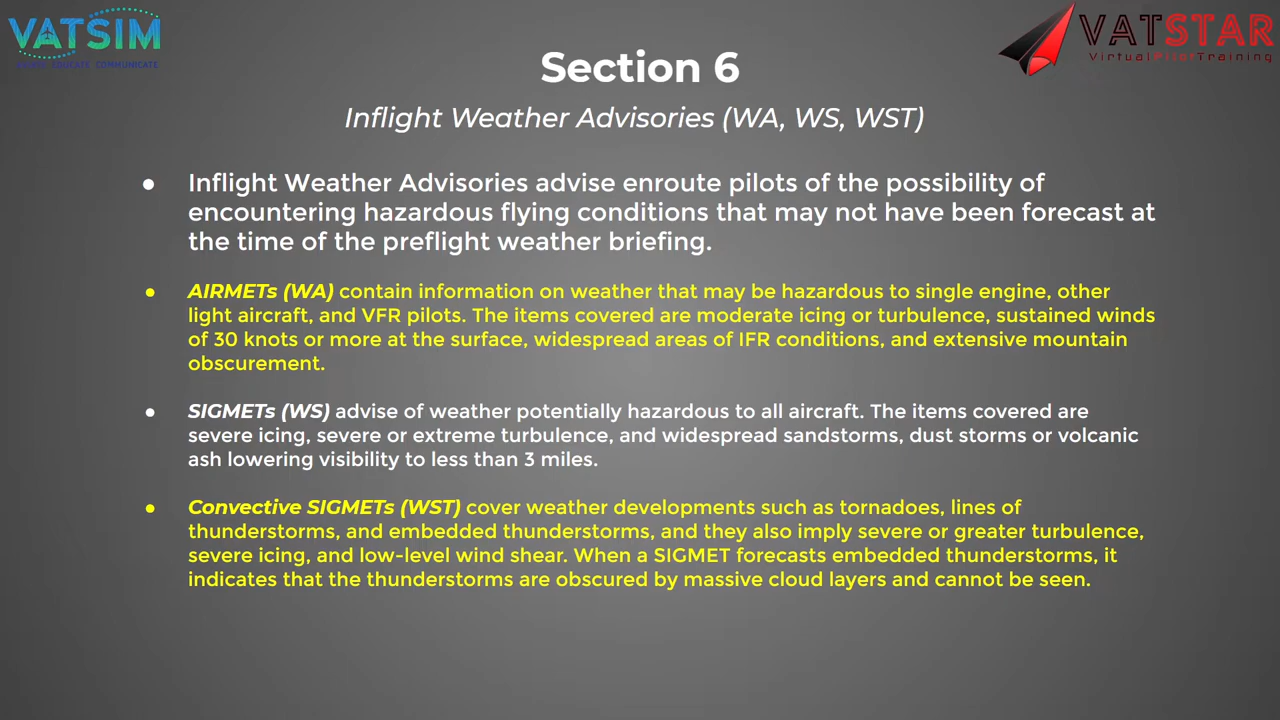 VATSIM
EDUCATE COMMUNICATE
VATSTAR
VirtualPilotTraining
Section 6
Inflight Weather Advisories (WA, WS, WST)
● Inflight Weather Advisories advise enroute pilots of the possibility of
encountering hazardous flying conditions that may not have been forecast at
the time of the preflight weather briefing.
● AIRMETs (WA) contain information on weather that may be hazardous to single engine, other
light aircraft, and VFR pilots. The items covered are moderate icing or turbulence, sustained winds
of 30 knots or more at the surface, widespread areas of IFR conditions, and extensive mountain
obscurement.
● SIGMETs (WS) advise of weather potentially hazardous to all aircraft. The items covered are
severe icing, severe or extreme turbulence, and widespread sandstorms, dust storms or volcanic
ash lowering visibility to less than 3 miles.
● Convective SIGMETs (WST) cover weather developments such as tornadoes, lines of
thunderstorms, and embedded thunderstorms, and they also imply severe or greater turbulence,
severe icing, and low-level wind shear. When a SIGMET forecasts embedded thunderstorms, it
indicates that the thunderstorms are obscured by massive cloud layers and cannot be seen.